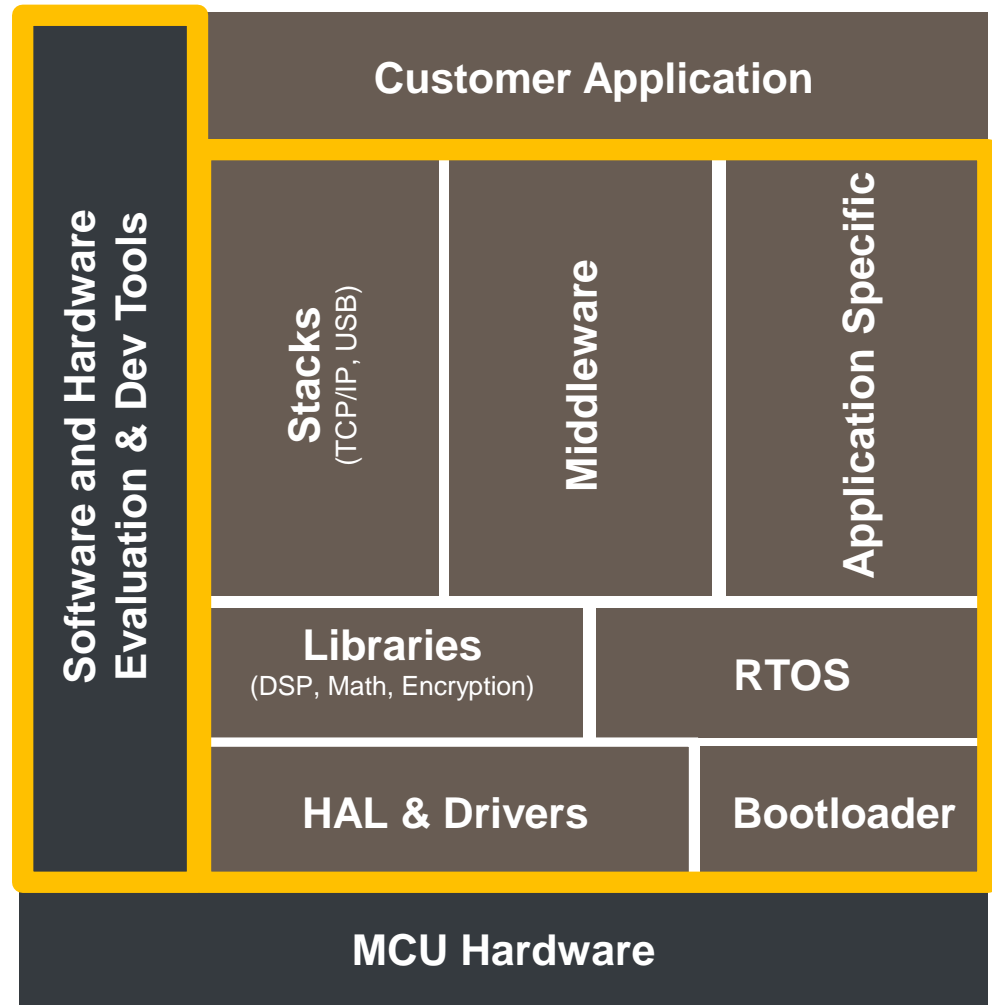 Customer Application
Software and Hardware
Evaluation & Dev Tools
Stacks
(TCP/IP, USB)
Middleware
Application Specific
Libraries
(DSP, Math, Encryption)
RTOS
HAL & Drivers
Bootloader
MCU Hardware